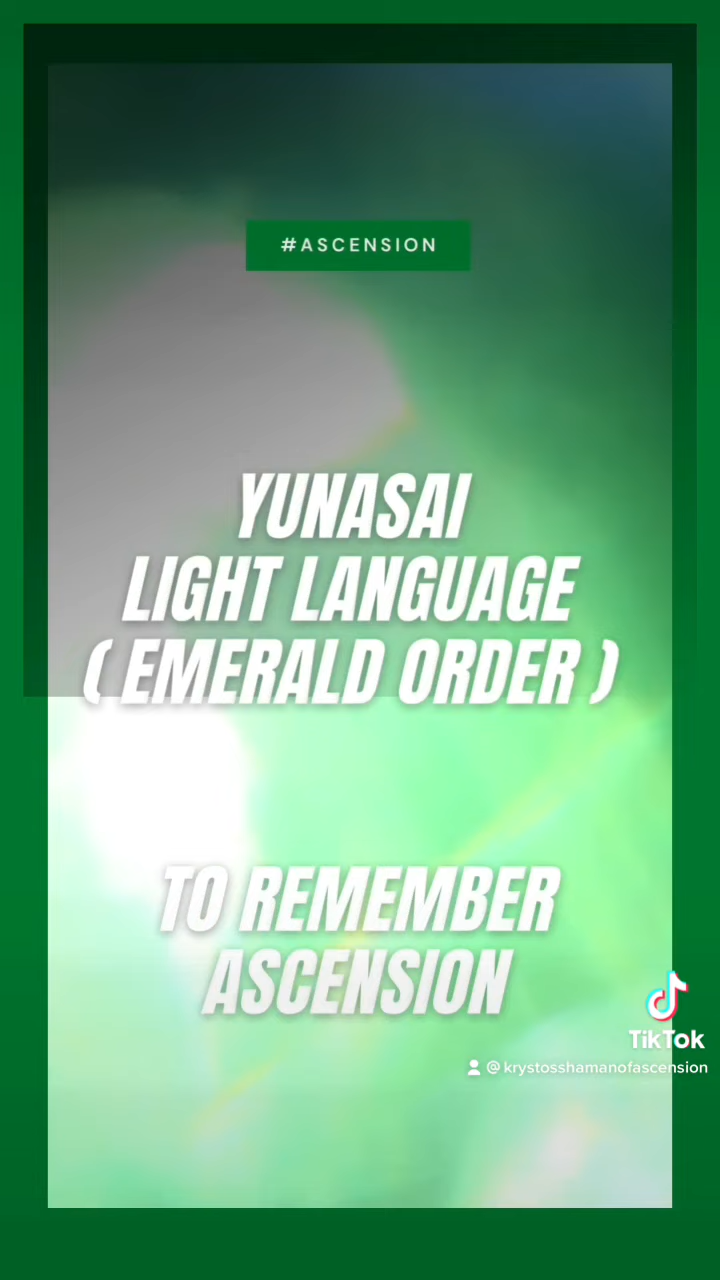 #ASCENSION
YUNASAI
LIGHT LANGUAGE
( EMERALD ORDER )
TO REMEMBER
ASCENSION
TikTok
@krystosshamanofascension